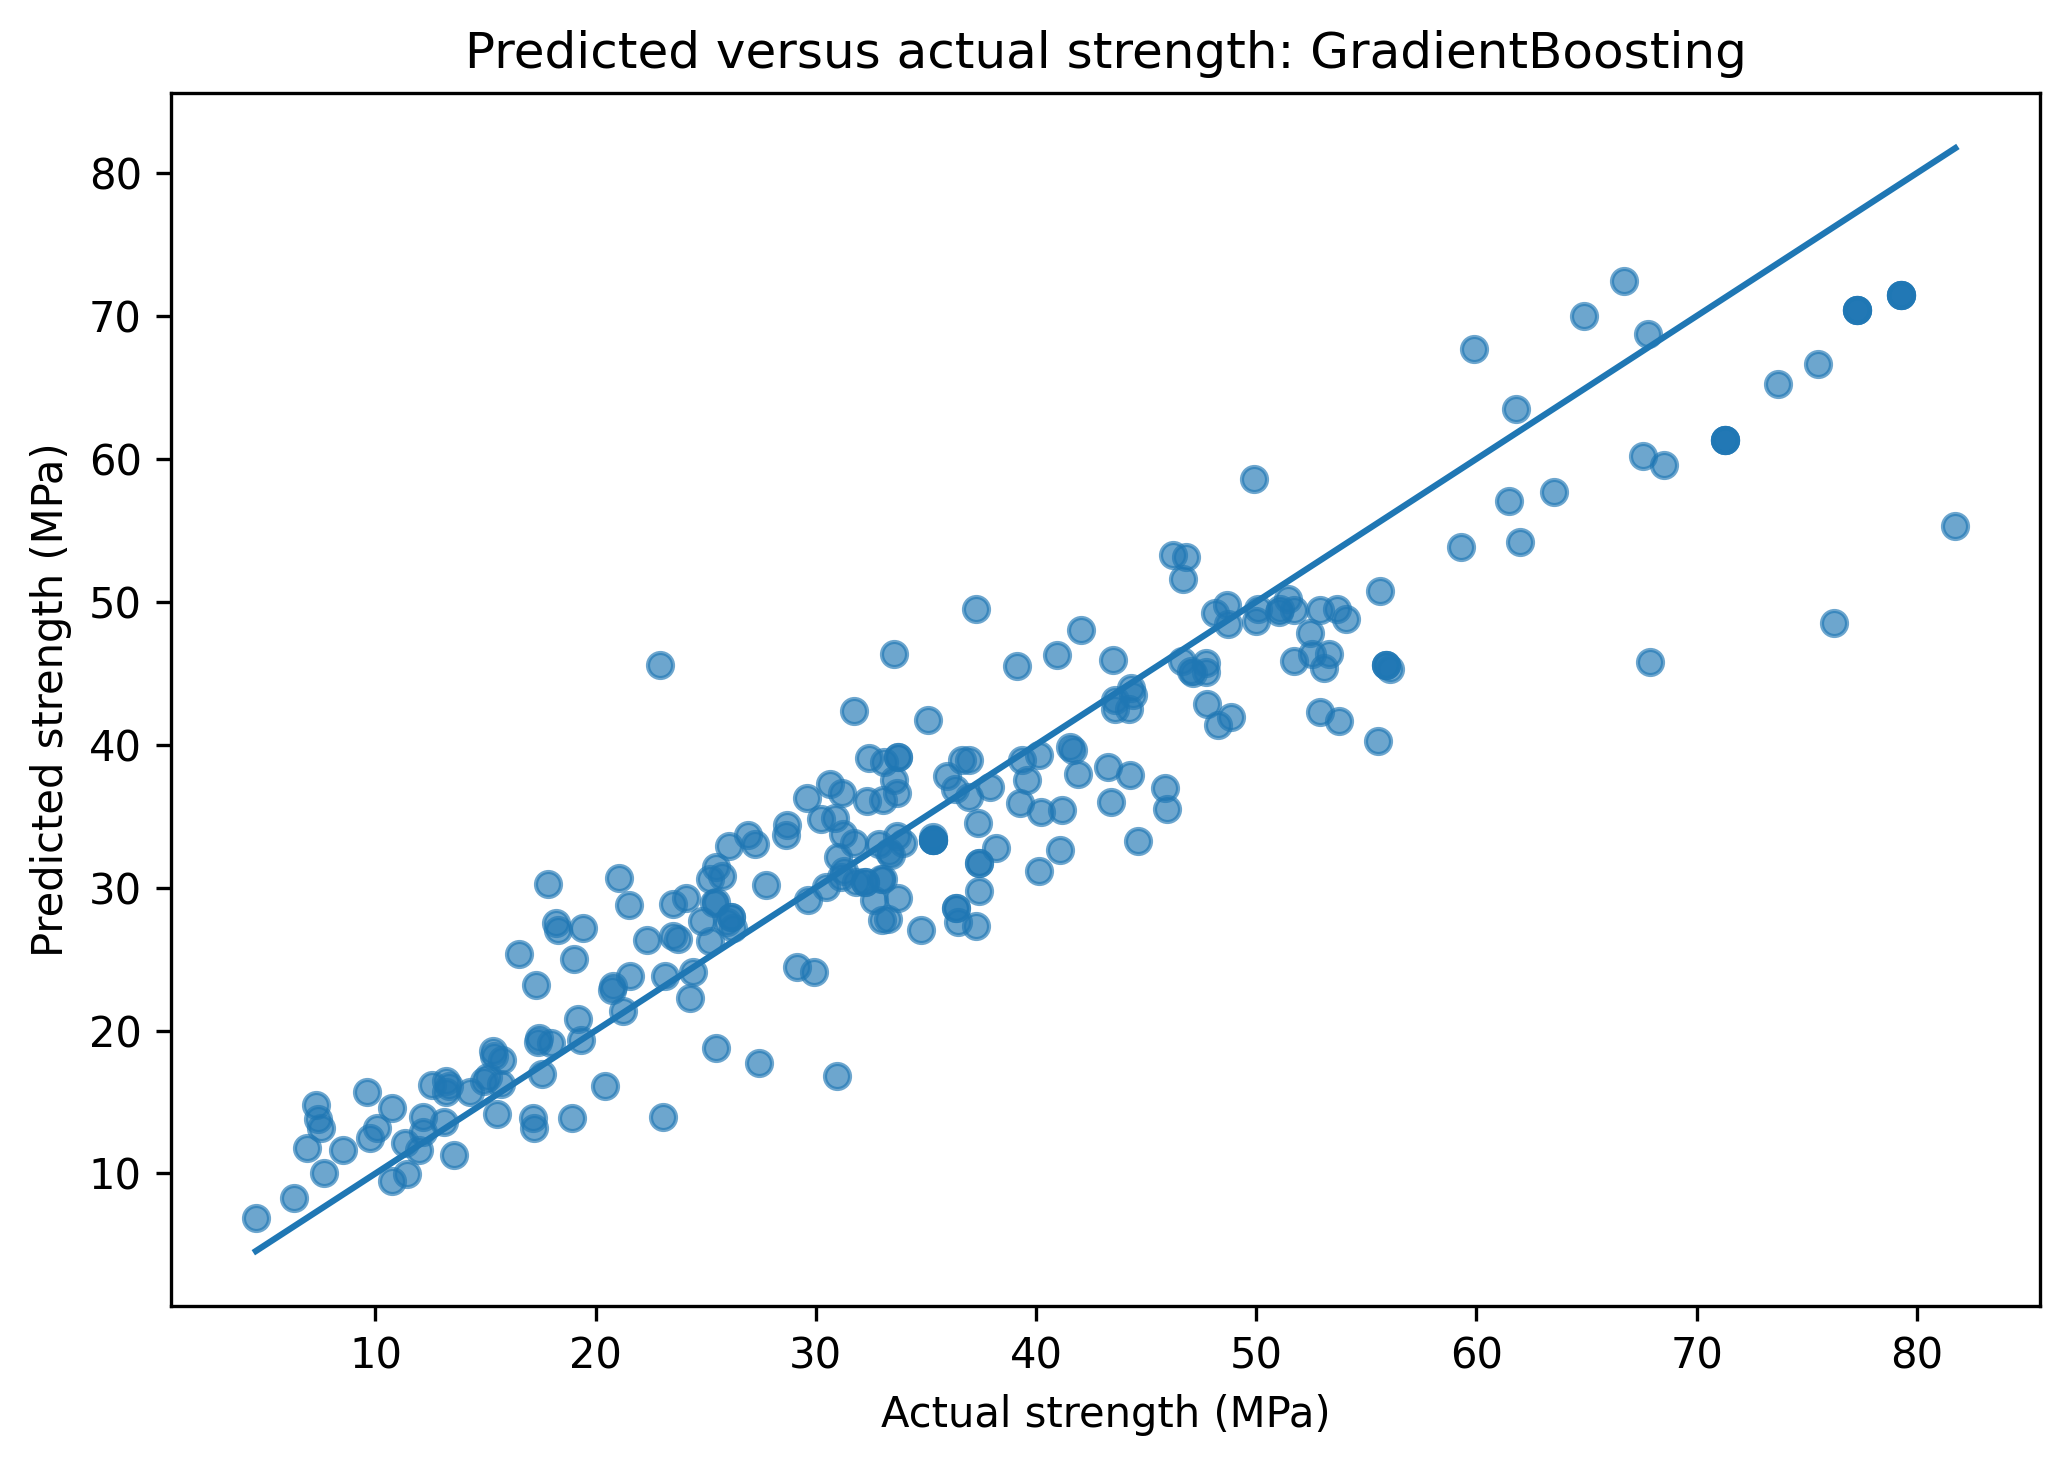 Predicted versus actual strength: GradientBoosting
Predicted strength (MPa)
80
70
60
50
40
30
20
10
10 20 30 40 50 60 70 80
Actual strength (MPa)